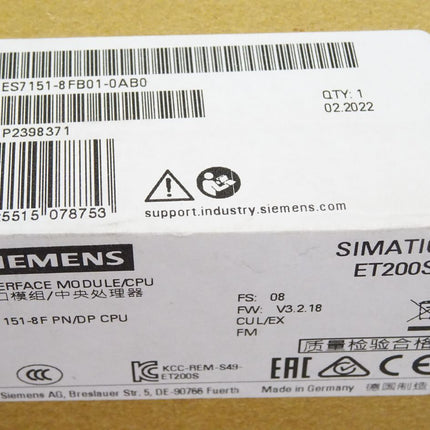 ES7151-8FB01-0AB0
QTY: 1
02.2022
P2398371
5515 078753
support.industry.siemens.com
SIEMENS
SIMATIC
ET200S
ERFACE MODULE/CPU
口模组/中央处理器
151-8F PN/DP CPU
FS: 08
FW: V3.2.18
CUL/EX
FM
质量检验合格
KCC-REM-S49-
ET200S
EAC
Siemens AG, Breslauer Str. 5, DE-90766 Fuerth
Made in Germany 德国制造